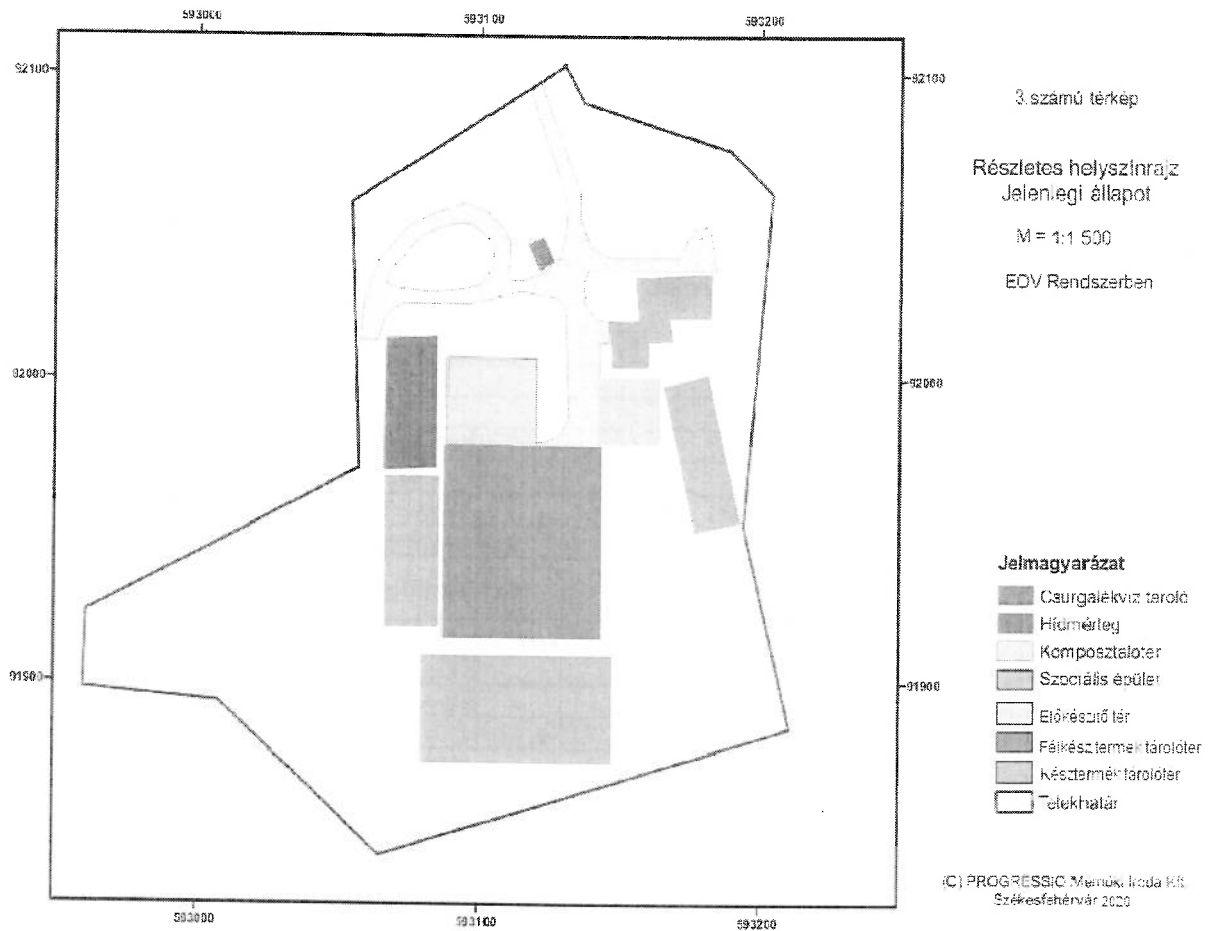 593000
593100
593200
92100
92100
3.számú térkép
Részletes helyszínrajz
Jelenlegi állapot
M = 1:1 500
EOV Rendszerben
92000
92000
Jelmagyarázat
Csurgalékvíz tároló
Hídmérleg
Komposztálótér
Szociális épület
Előkészítő tér
Félkésztermék tárolótér
Késztermék tárolótér
Telekhatár
91900
91900
(C) PROGRESSIO Mérnöki Iroda Kft.
Székesfehérvár 2020
593000
593100
593200